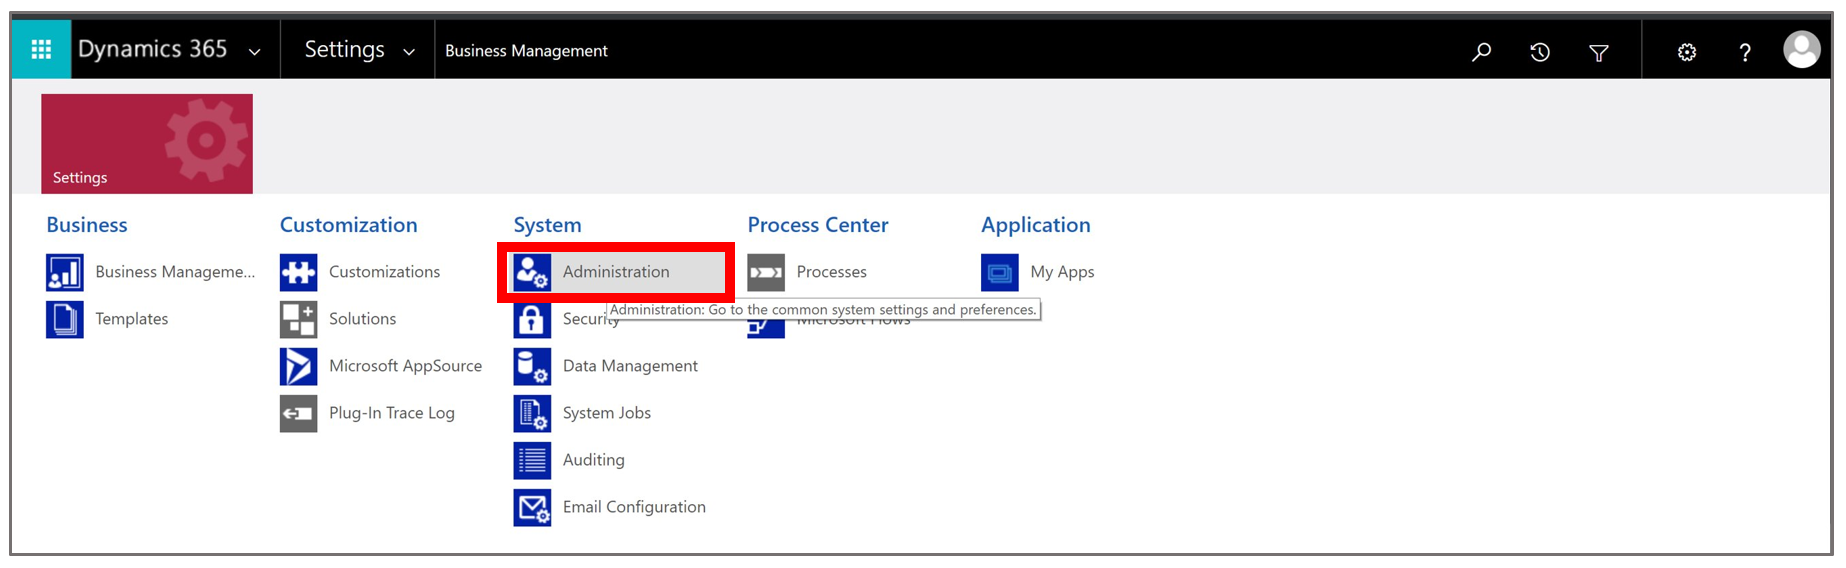 Dynamics 365 Settings Business Management ?
Settings
Business
Business Manageme...
Templates
Customization
Customizations
Solutions
Microsoft AppSource
Plug-In Trace Log
System
Administration
Administration: Go to the common system settings and preferences.
Security
Data Management
System Jobs
Auditing
Email Configuration
Process Center
Processes
Microsoft Flows
Application
My Apps